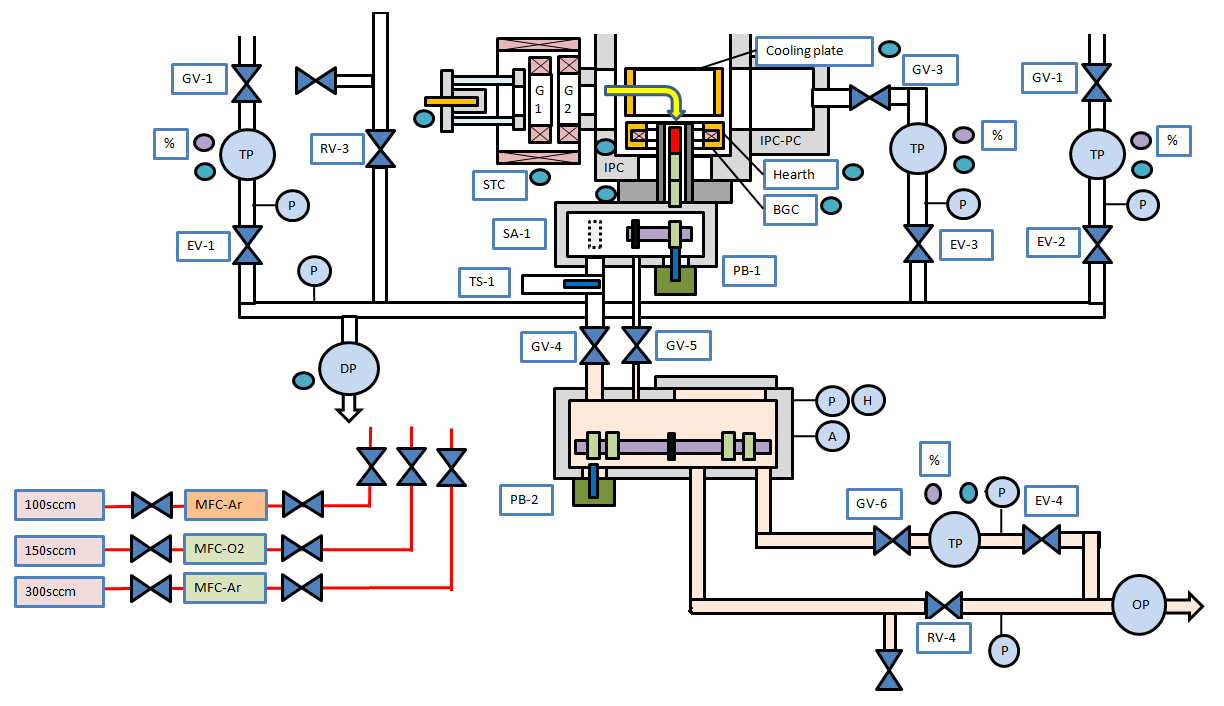 Cooling plate
GV-1
GV-3
GV-1
G
1
G
2
%
TP
RV-3
IPC-PC
TP
%
TP
%
IPC
Hearth
STC
BGC
P
P
P
SA-1
EV-1
EV-3
EV-2
P
TS-1
PB-1
GV-4
GV-5
DP
P
H
A
%
PB-2
GV-6
P
EV-4
100sccm
MFC-Ar
TP
150sccm
MFC-O2
300sccm
MFC-Ar
OP
RV-4
P